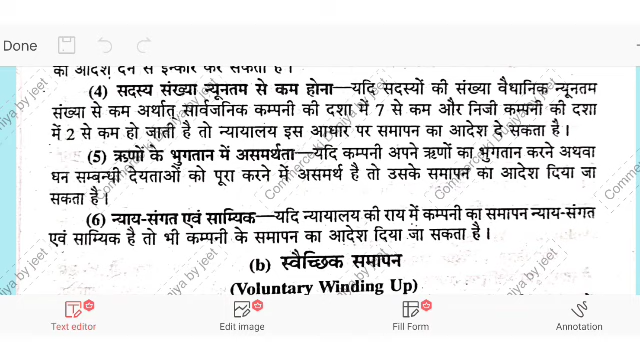 Done
का आदेश देने से इन्कार कर सकता है।
(4) सदस्य संख्या न्यूनतम से कम होना—यदि सदस्यों की संख्या वैधानिक न्यूनतम
संख्या से कम अर्थात् सार्वजनिक कम्पनी की दशा में 7 से कम और निजी कम्पनी की दशा
में 2 से कम हो जाती है तो न्यायालय इस आधार पर समापन का आदेश दे सकता है।
(5) ऋणों के भुगतान में असमर्थता—यदि कम्पनी अपने ऋणों का भुगतान करने अथवा
धन सम्बन्धी देयताओं को पूरा करने में असमर्थ है तो उसके समापन का आदेश दिया जा
सकता है।
(6) न्याय-संगत एवं साम्यिक—यदि न्यायालय की राय में कम्पनी का समापन न्याय-संगत
एवं साम्यिक है तो भी कम्पनी के समापन का आदेश दिया जा सकता है।
(b) स्वैच्छिक समापन
(Voluntary Winding Up)
Text editor
Edit image
Fill Form
Annotation